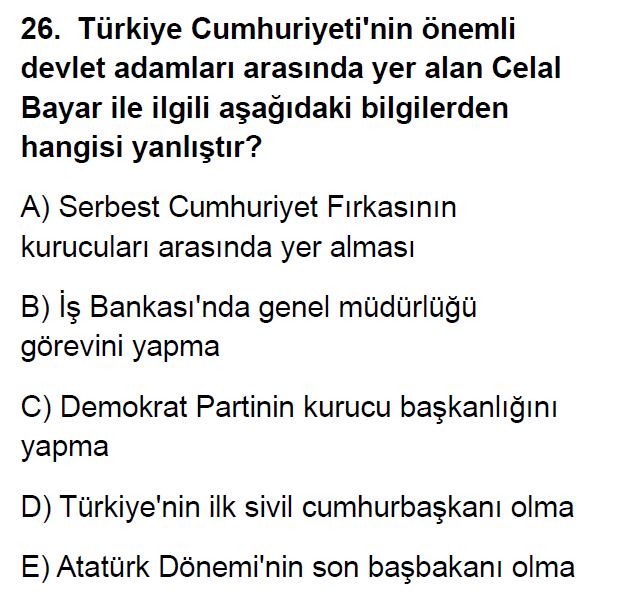 26. Türkiye Cumhuriyeti'nin önemli
devlet adamları arasında yer alan Celal
Bayar ile ilgili aşağıdaki bilgilerden
hangisi yanlıştır?
A) Serbest Cumhuriyet Fırkasının
kurucuları arasında yer alması
B) İş Bankası'nda genel müdürlüğü
görevini yapma
C) Demokrat Partinin kurucu başkanlığını
yapma
D) Türkiye'nin ilk sivil cumhurbaşkanı olma
E) Atatürk Dönemi'nin son başbakanı olma